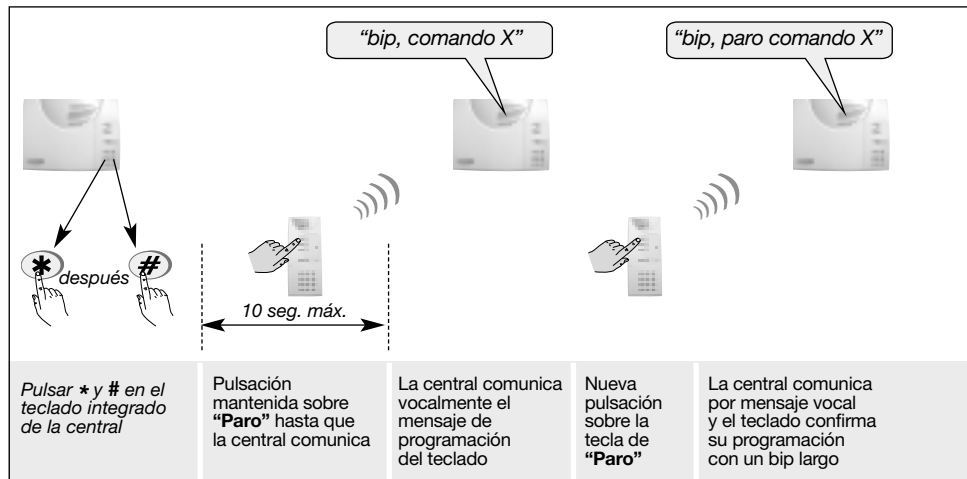 “bip, comando X”
“bip, paro comando X”
* después #
10 seg. máx.
Pulsar * y # en el
teclado integrado
de la central
Pulsación
mantenida sobre
“Paro” hasta que
la central comunica
La central comunica
vocalmente el
mensaje de
programación
del teclado
Nueva
pulsación
sobre la
tecla de
“Paro”
La central comunica
por mensaje vocal
y el teclado confirma
su programación
con un bip largo